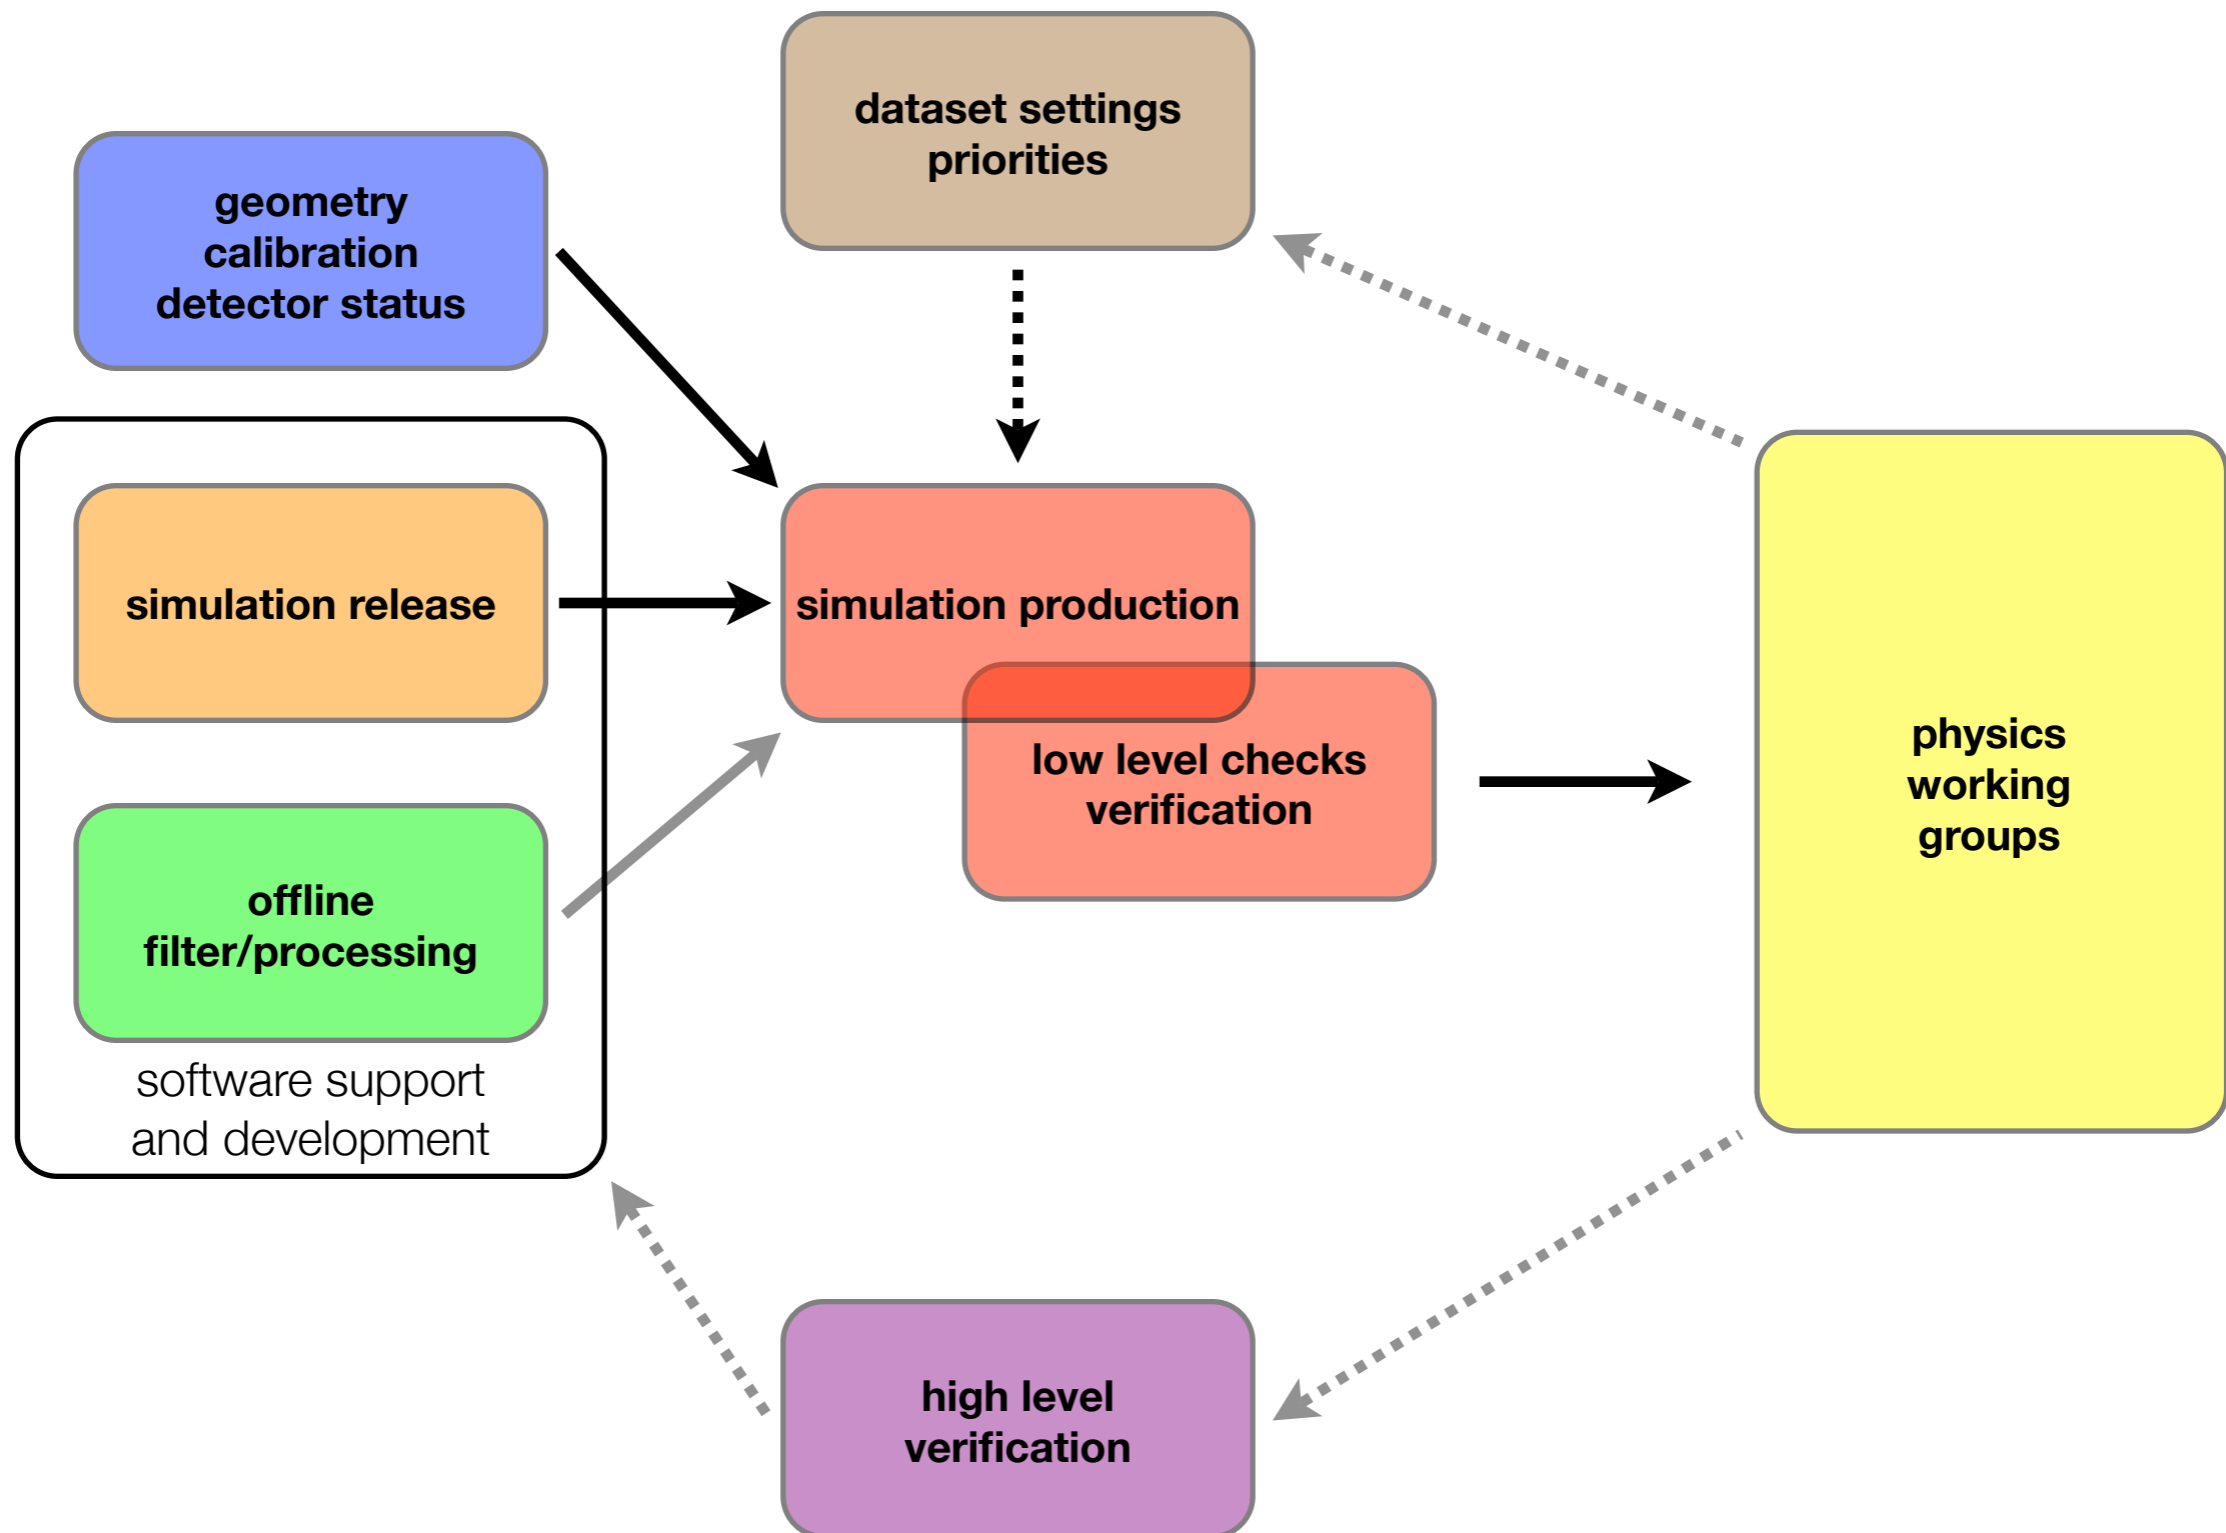 dataset settings
priorities
geometry
calibration
detector status
simulation release
simulation production
low level checks
verification
physics
working
groups
offline
filter/processing
software support
and development
high level
verification